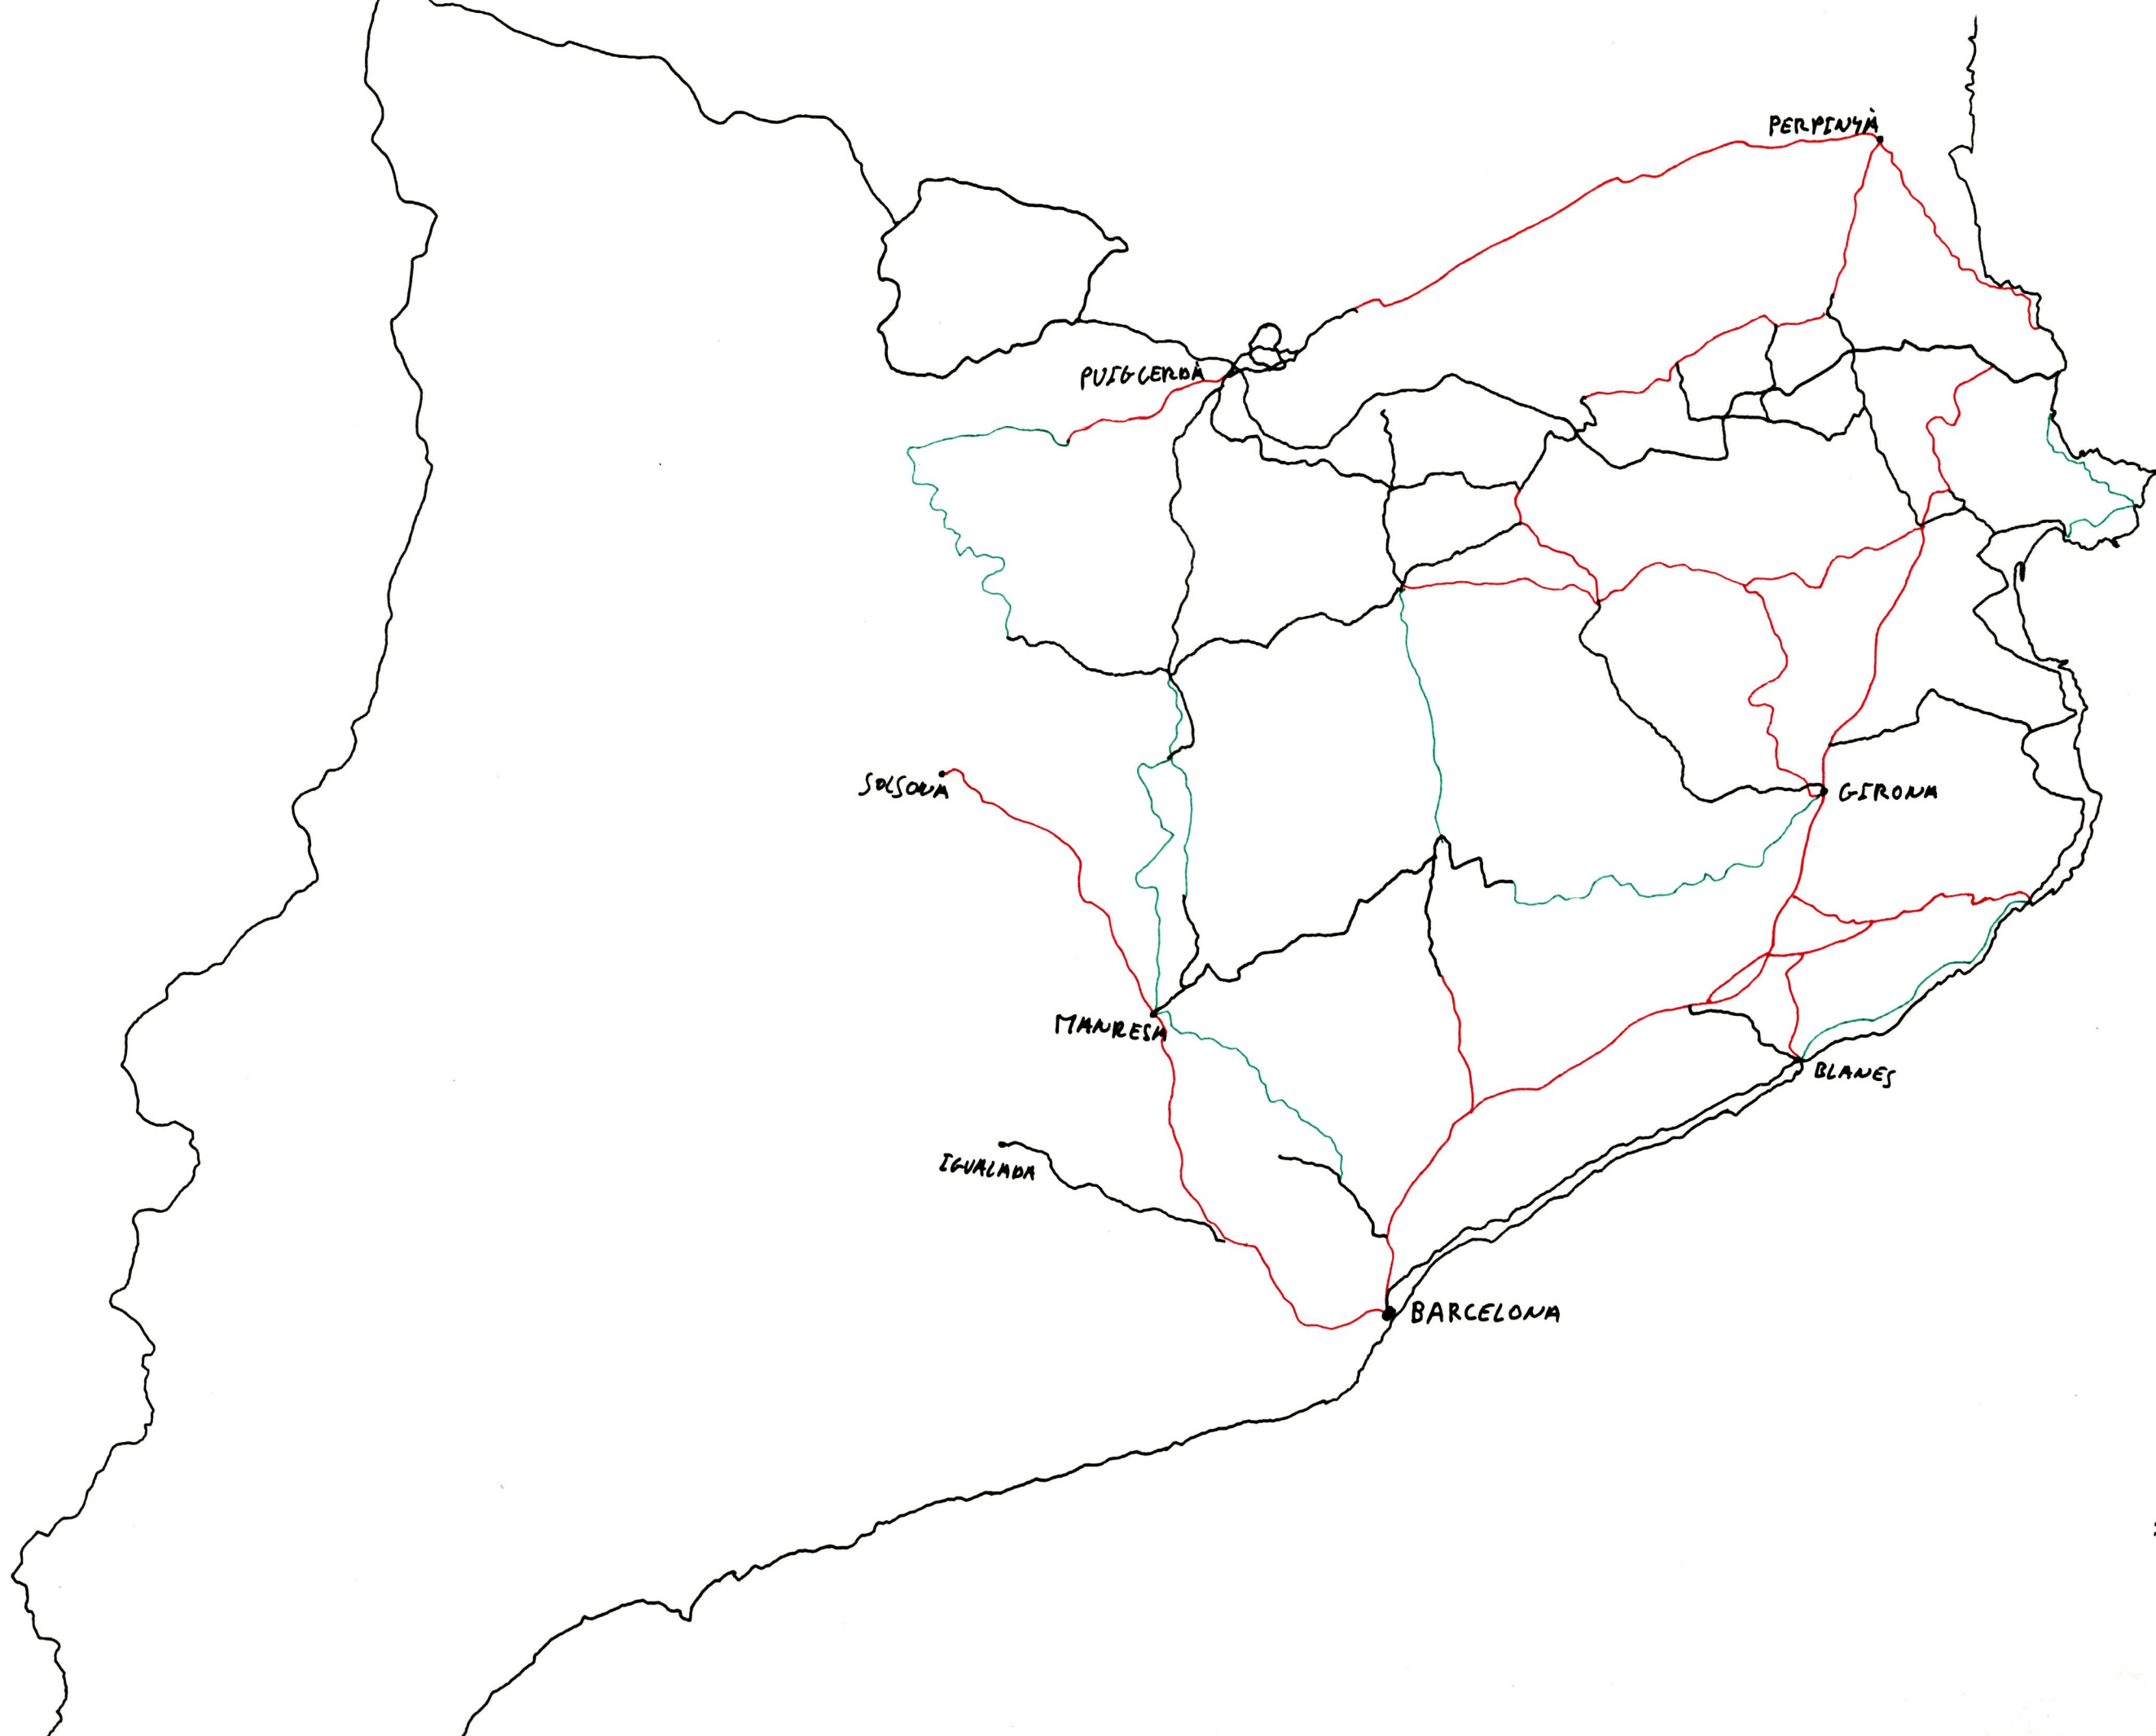 PERPINYÀ
PUIGCERDÀ
SOLSONA
GIRONA
MANRESA
BLANES
IGUALADA
BARCELONA